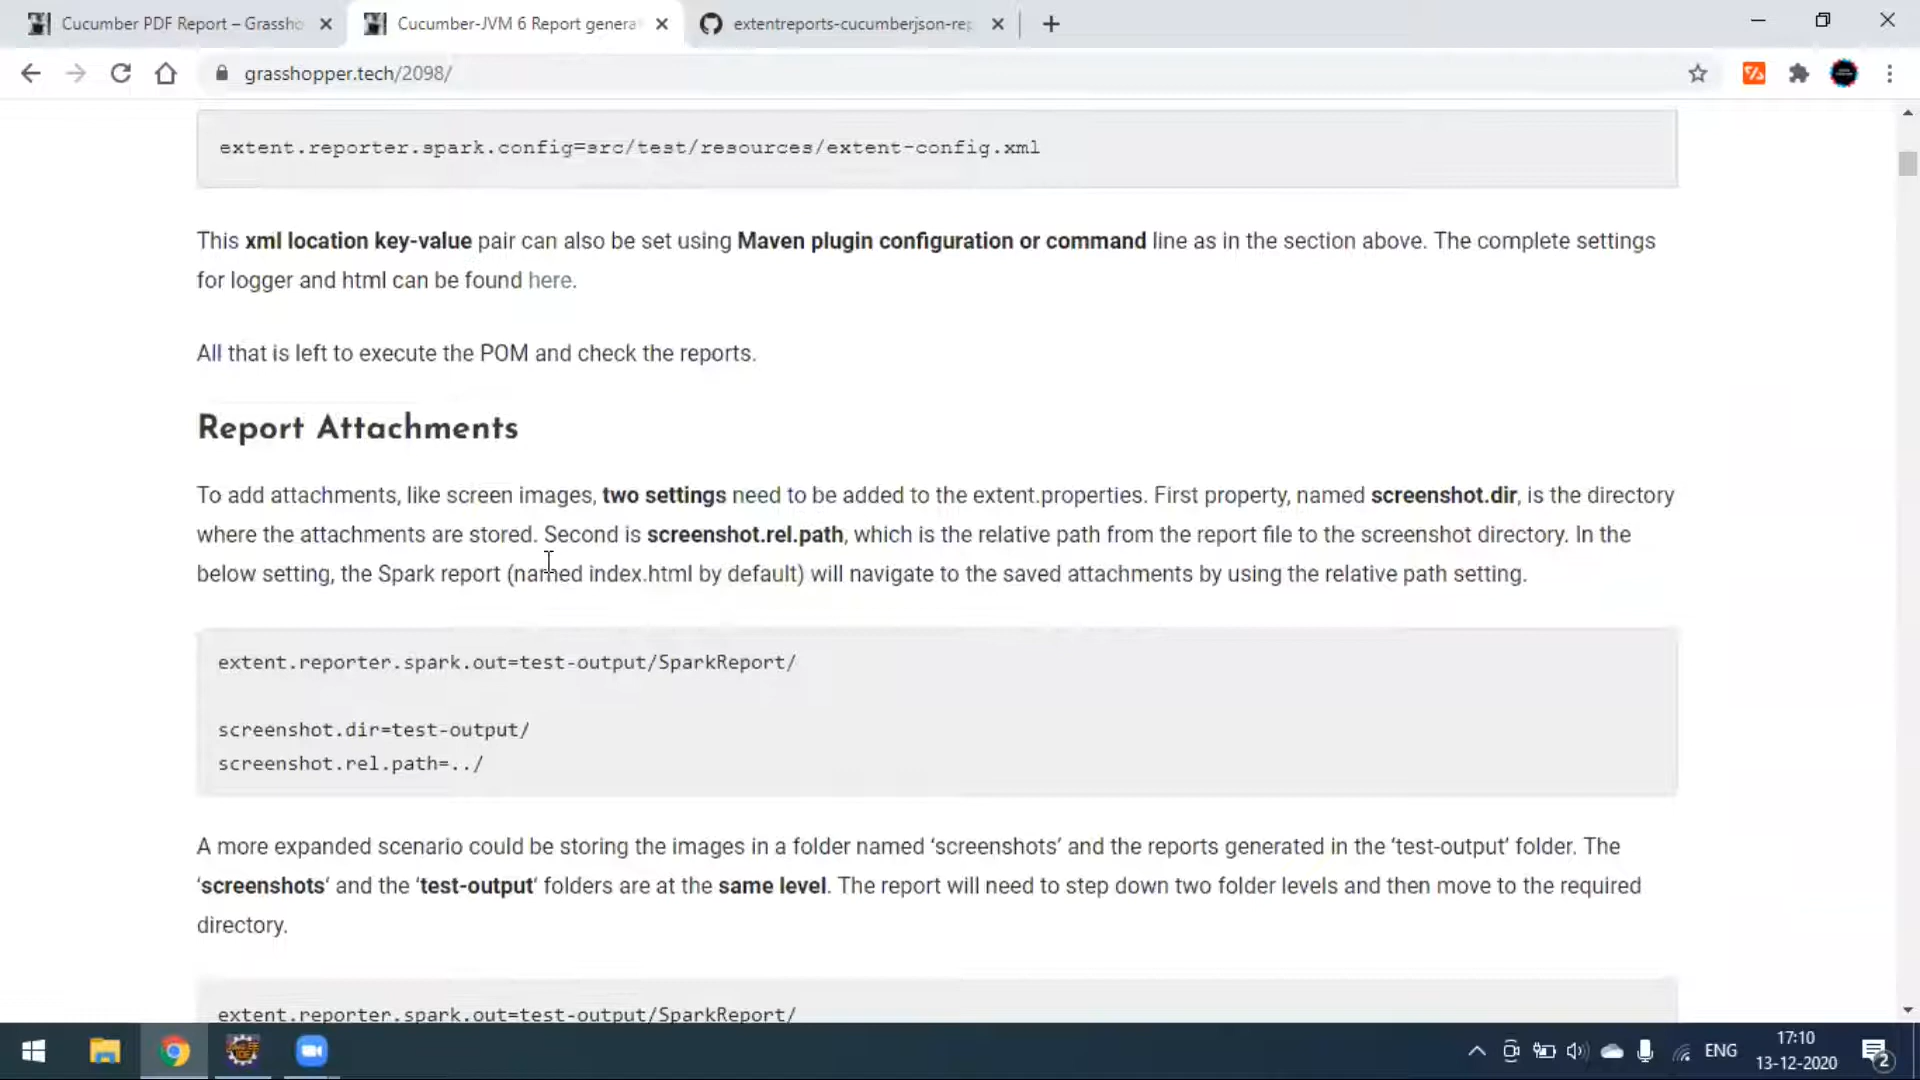 Cucumber PDF Report – Grassho
Cucumber-JVM 6 Report genera
extentreports-cucumberjson-rep
grasshopper.tech/2098/
extent.reporter.spark.config=src/test/resources/extent-config.xml
This xml location key-value pair can also be set using Maven plugin configuration or command line as in the section above. The complete settings
for logger and html can be found here.
All that is left to execute the POM and check the reports.
Report Attachments
To add attachments, like screen images, two settings need to be added to the extent.properties. First property, named screenshot.dir, is the directory
where the attachments are stored. Second is screenshot.rel.path, which is the relative path from the report file to the screenshot directory. In the
below setting, the Spark report (named index.html by default) will navigate to the saved attachments by using the relative path setting.
extent.reporter.spark.out=test-output/SparkReport/
screenshot.dir=test-output/
screenshot.rel.path=../
A more expanded scenario could be storing the images in a folder named ‘screenshots’ and the reports generated in the ‘test-output’ folder. The
‘screenshots‘ and the ‘test-output‘ folders are at the same level. The report will need to step down two folder levels and then move to the required
directory.
extent.reporter.spark.out=test-output/SparkReport/
ENG
17:10
13-12-2020
2